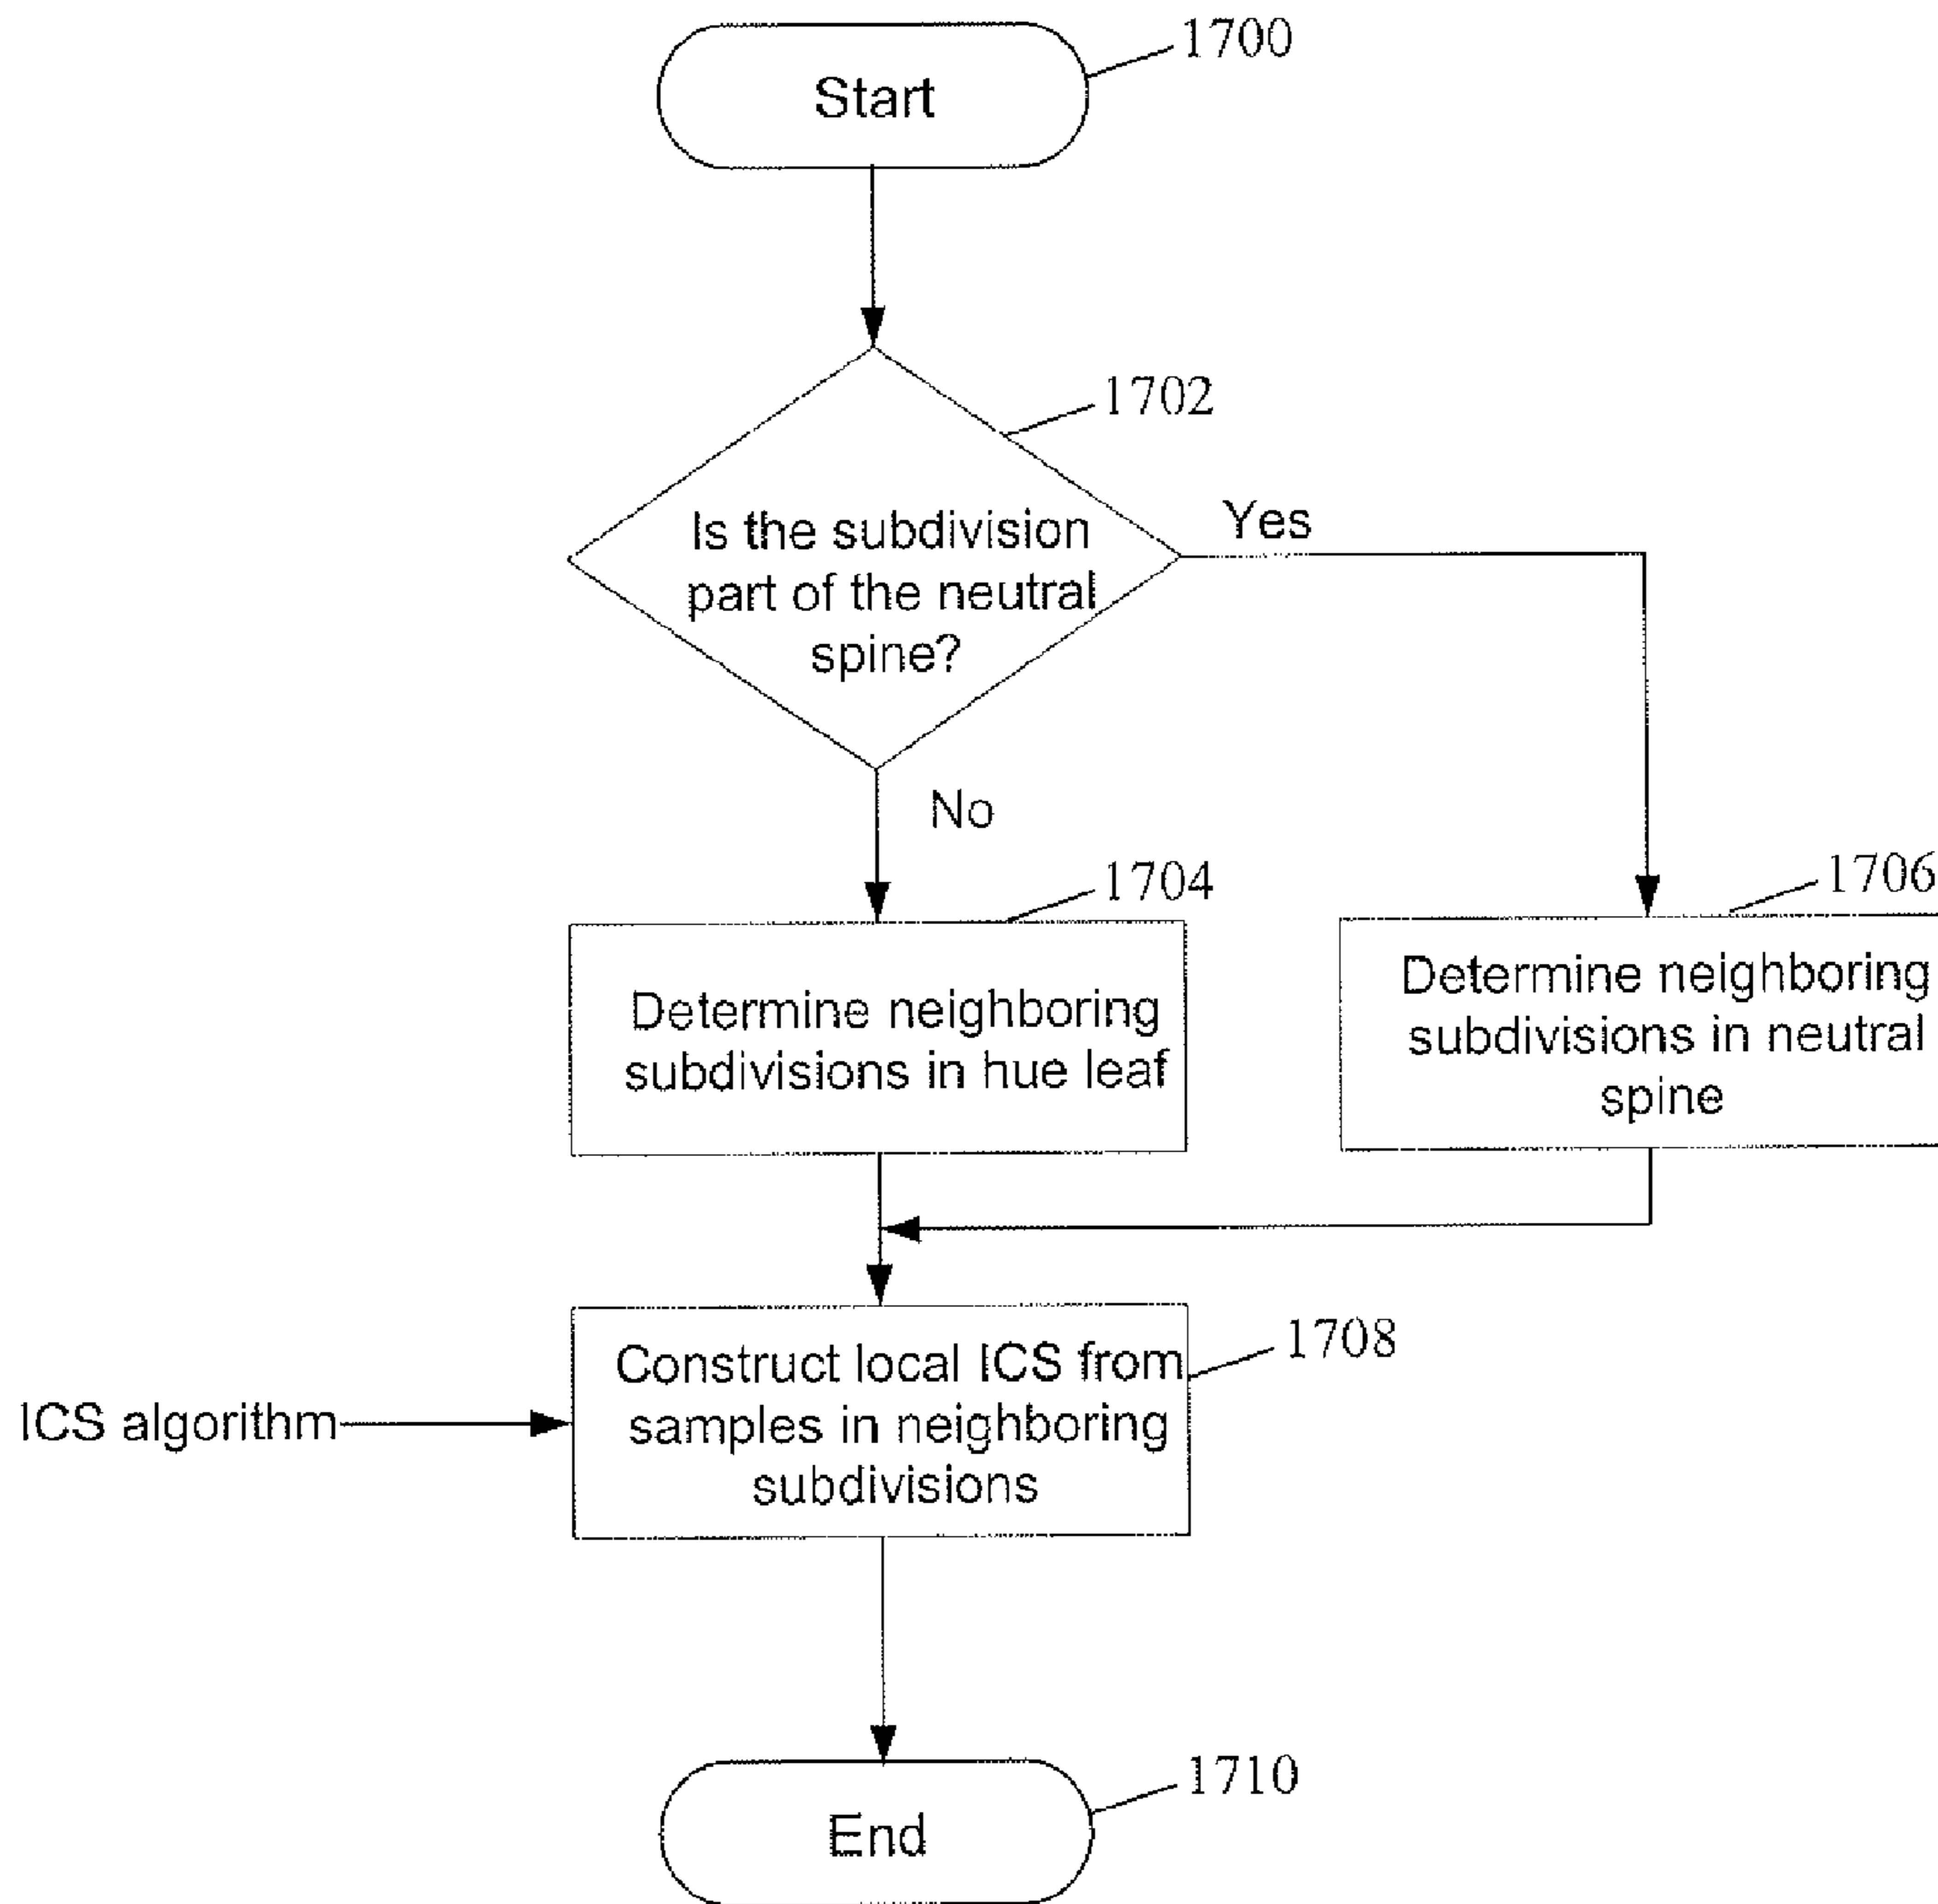 1700
Start
1702
Is the subdivision
part of the neutral
spine?
Yes
No
1704
Determine neighboring
subdivisions in hue leaf
1706
Determine neighboring
subdivisions in neutral
spine
1708
Construct local ICS from
samples in neighboring
subdivisions
ICS algorithm
1710
End